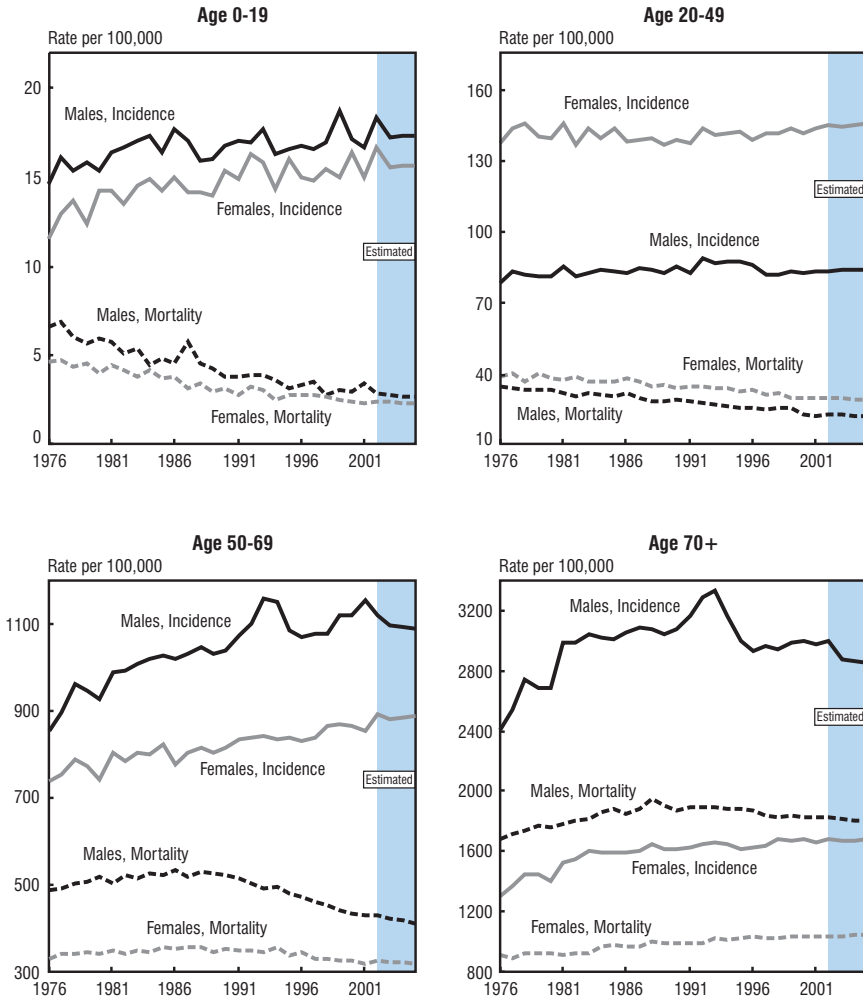 Age 0-19
Rate per 100,000
20
15
10
5
0
Males, Incidence
Females, Incidence
Estimated
Males, Mortality
Females, Mortality
1976 1981 1986 1991 1996 2001
Age 20-49
Rate per 100,000
160
130
100
70
40
10
Females, Incidence
Estimated
Males, Incidence
Females, Mortality
Males, Mortality
1976 1981 1986 1991 1996 2001
Age 50-69
Rate per 100,000
1100
900
700
500
300
Males, Incidence
Females, Incidence
Estimated
Males, Mortality
Females, Mortality
1976 1981 1986 1991 1996 2001
Age 70+
Rate per 100,000
3200
2800
2400
2000
1600
1200
800
Males, Incidence
Estimated
Males, Mortality
Females, Incidence
Females, Mortality
1976 1981 1986 1991 1996 2001